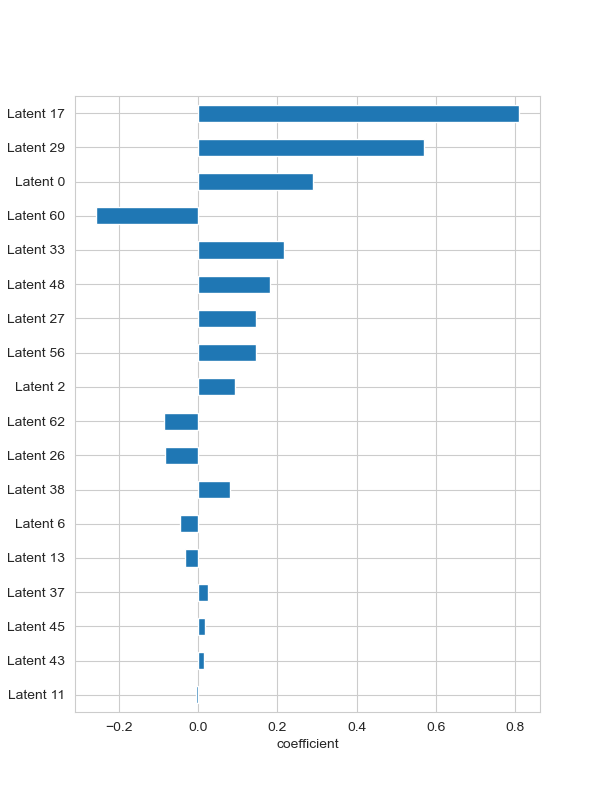 Latent 17
Latent 29
Latent 0
Latent 60
Latent 33
Latent 48
Latent 27
Latent 56
Latent 2
Latent 62
Latent 26
Latent 38
Latent 6
Latent 13
Latent 37
Latent 45
Latent 43
Latent 11
−0.2 0.0 0.2 0.4 0.6 0.8
coefficient